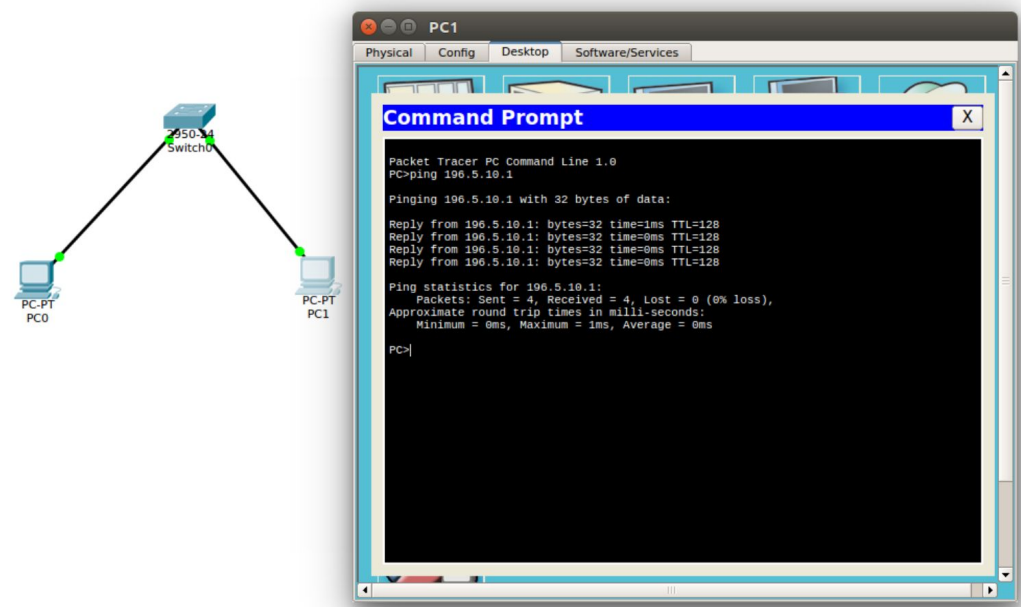 2950-24
Switch0
PC-PT
PC0
PC-PT
PC1
PC1
Physical Config Desktop Software/Services
Command Prompt X
Packet Tracer PC Command Line 1.0
PC>ping 196.5.10.1
Pinging 196.5.10.1 with 32 bytes of data:
Reply from 196.5.10.1: bytes=32 time=1ms TTL=128
Reply from 196.5.10.1: bytes=32 time=0ms TTL=128
Reply from 196.5.10.1: bytes=32 time=0ms TTL=128
Reply from 196.5.10.1: bytes=32 time=0ms TTL=128
Ping statistics for 196.5.10.1:
Packets: Sent = 4, Received = 4, Lost = 0 (0% loss),
Approximate round trip times in milli-seconds:
Minimum = 0ms, Maximum = 1ms, Average = 0ms
PC>